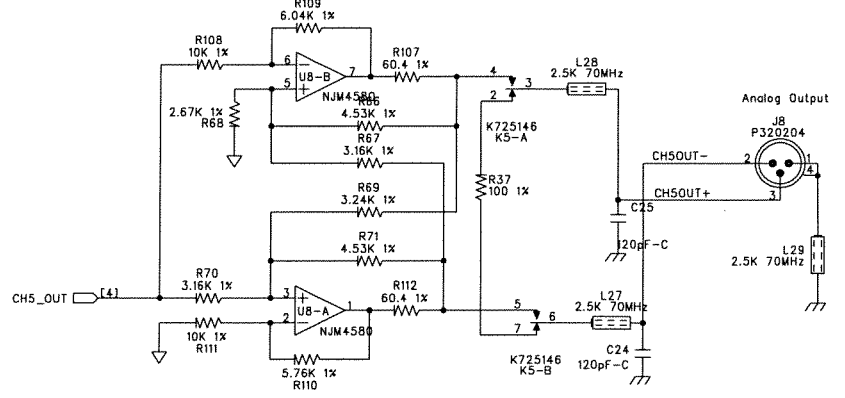 R109
6.04K 1%
R108
10K 1%
6
U8-B
7
5
NJM4580
R107
60.4 1%
4
3
2
K725146
K5-A
L28
2.5K 70MHz
Analog Output
J8
P320204
2.67K 1%
R68
R66
4.53K 1%
R67
3.16K 1%
R37
100 1%
CH5OUT-
2
1
4
CH5OUT+
3
C25
120pF-C
R69
3.24K 1%
R71
4.53K 1%
L29
2.5K 70MHz
CH5_OUT
[4]
R70
3.16K 1%
3
U8-A
1
2
NJM4580
R112
60.4 1%
5
6
7
L27
2.5K 70MHz
10K 1%
R111
K725146
K5-B
C24
120pF-C
5.76K 1%
R110